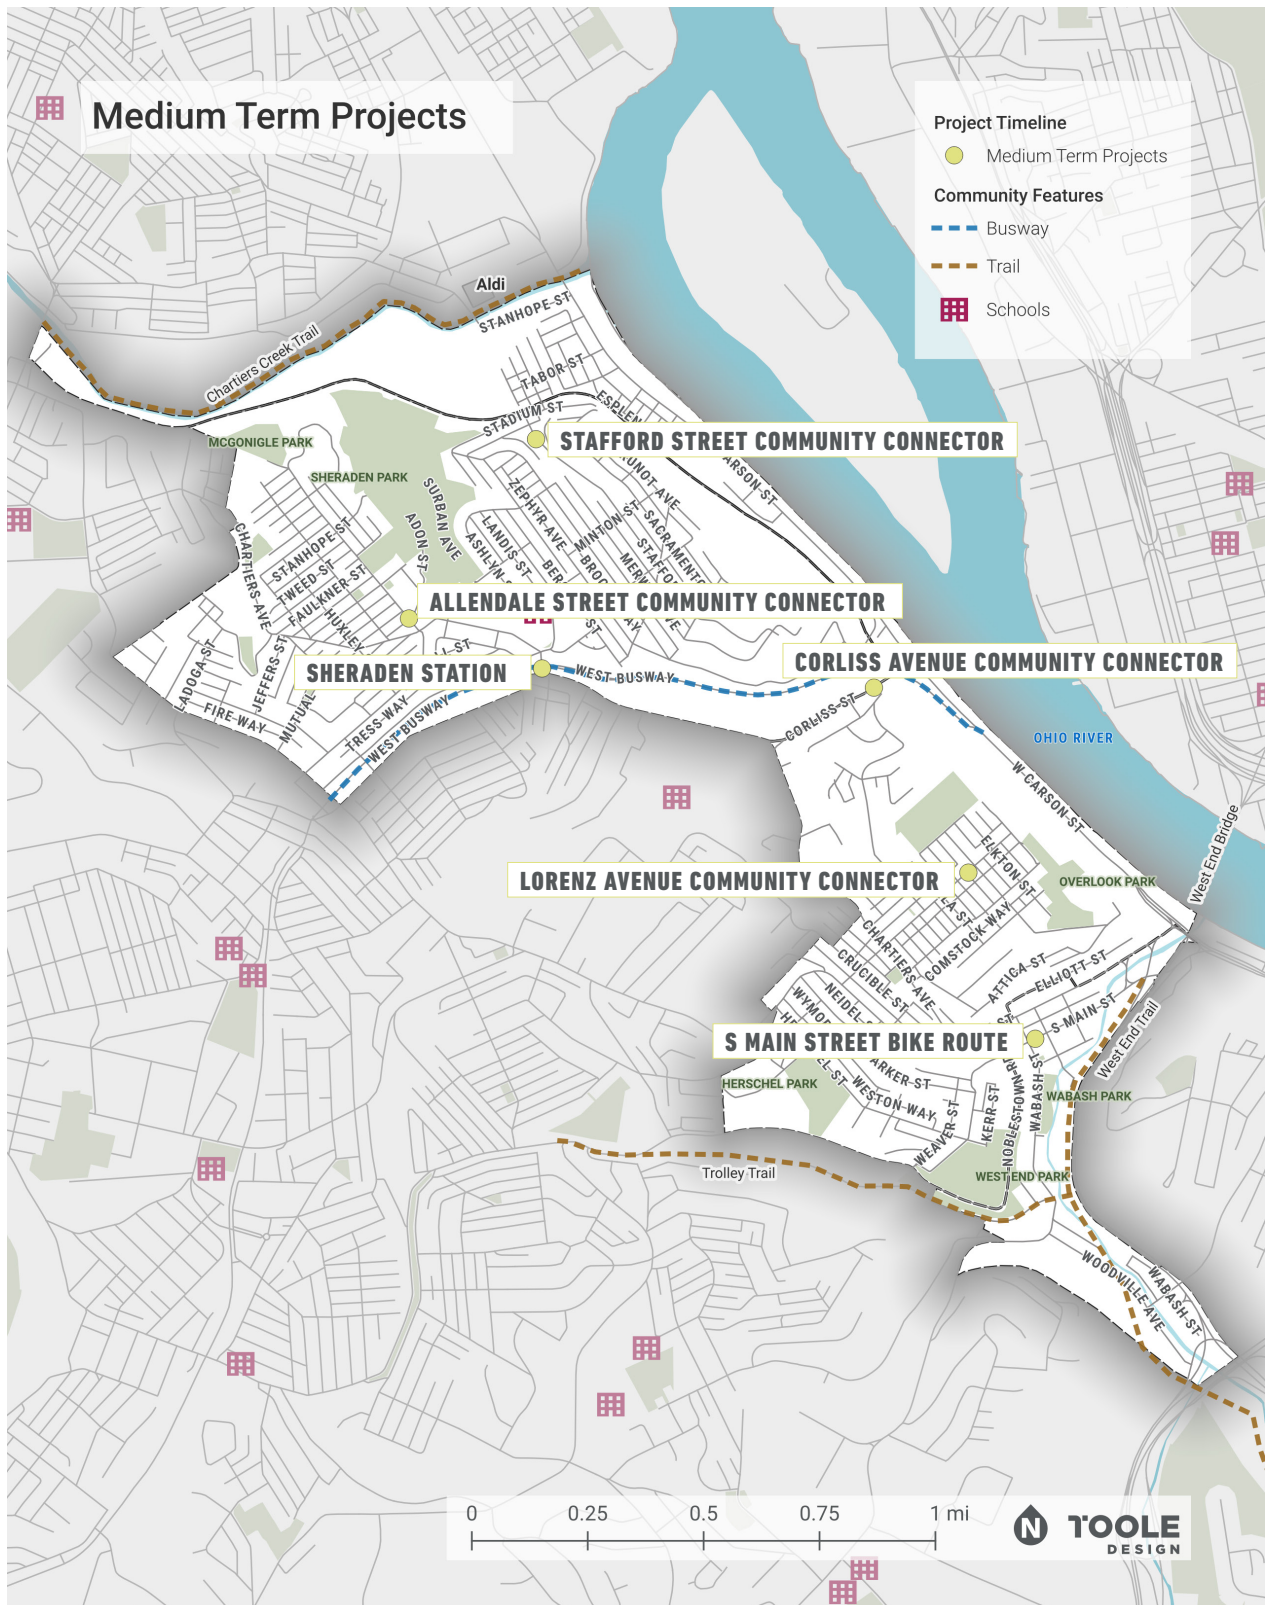 Medium Term Projects
Project Timeline
Medium Term Projects
Community Features
Busway
Trail
Schools
Aldi
STANHOPE ST
Chartiers Creek Trail
TABOR ST
STADIUM ST
MCGONIGLE PARK
STAFFORD STREET COMMUNITY CONNECTOR
SHERADEN PARK
SURBAN AVE
ZEPHYR AVE
MINTON ST
ADON ST
LANDIS ST
CHARTIERS AVE
STANHOPE ST
TWEED ST
FAULKNER ST
ALLENDALE STREET COMMUNITY CONNECTOR
LADOGA ST
JEFFERS ST
SHERADEN STATION
WEST BUSWAY
CORLISS AVENUE COMMUNITY CONNECTOR
FIRE WAY
TRESS WAY
WEST BUSWAY
CORLISS ST
OHIO RIVER
W CARSON ST
West End Bridge
ELKTON ST
LORENZ AVENUE COMMUNITY CONNECTOR
OVERLOOK PARK
COMSTOCK WAY
CHARTIERS AVE
CRUCIBLE ST
ATTICA ST
ELLIOTT ST
S MAIN ST
S MAIN STREET BIKE ROUTE
West End Trail
HERSCHEL PARK
WESTON WAY
WEAVER ST
KERR ST
WABASH ST
WABASH PARK
Trolley Trail
WEST END PARK
WOODVILLE AVE
WABASH ST
0 0.25 0.5 0.75 1 mi
N
TOOLE
DESIGN